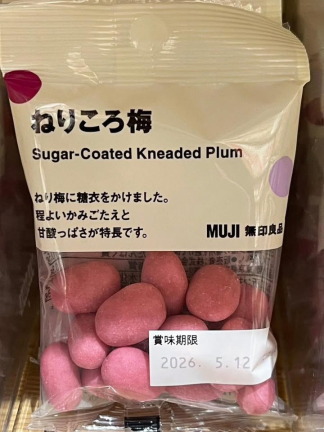 ねりころ梅
Sugar-Coated Kneaded Plum
ねり梅に糖衣をかけました。
程よいかみごたえと
甘酸っぱさが特長です。
MUJI 無印良品
賞味期限
2026. 5.12